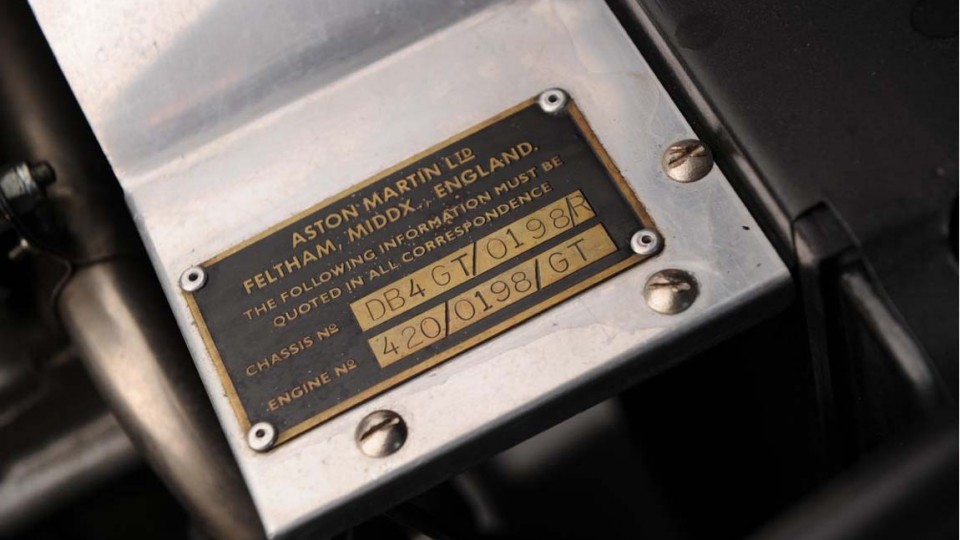 ASTON MARTIN LTD
FELTHAM, MIDDX., ENGLAND.
THE FOLLOWING INFORMATION MUST BE
QUOTED IN ALL CORRESPONDENCE
CHASSIS Nº DB4GT/0198/R
ENGINE Nº 420/0198/GT